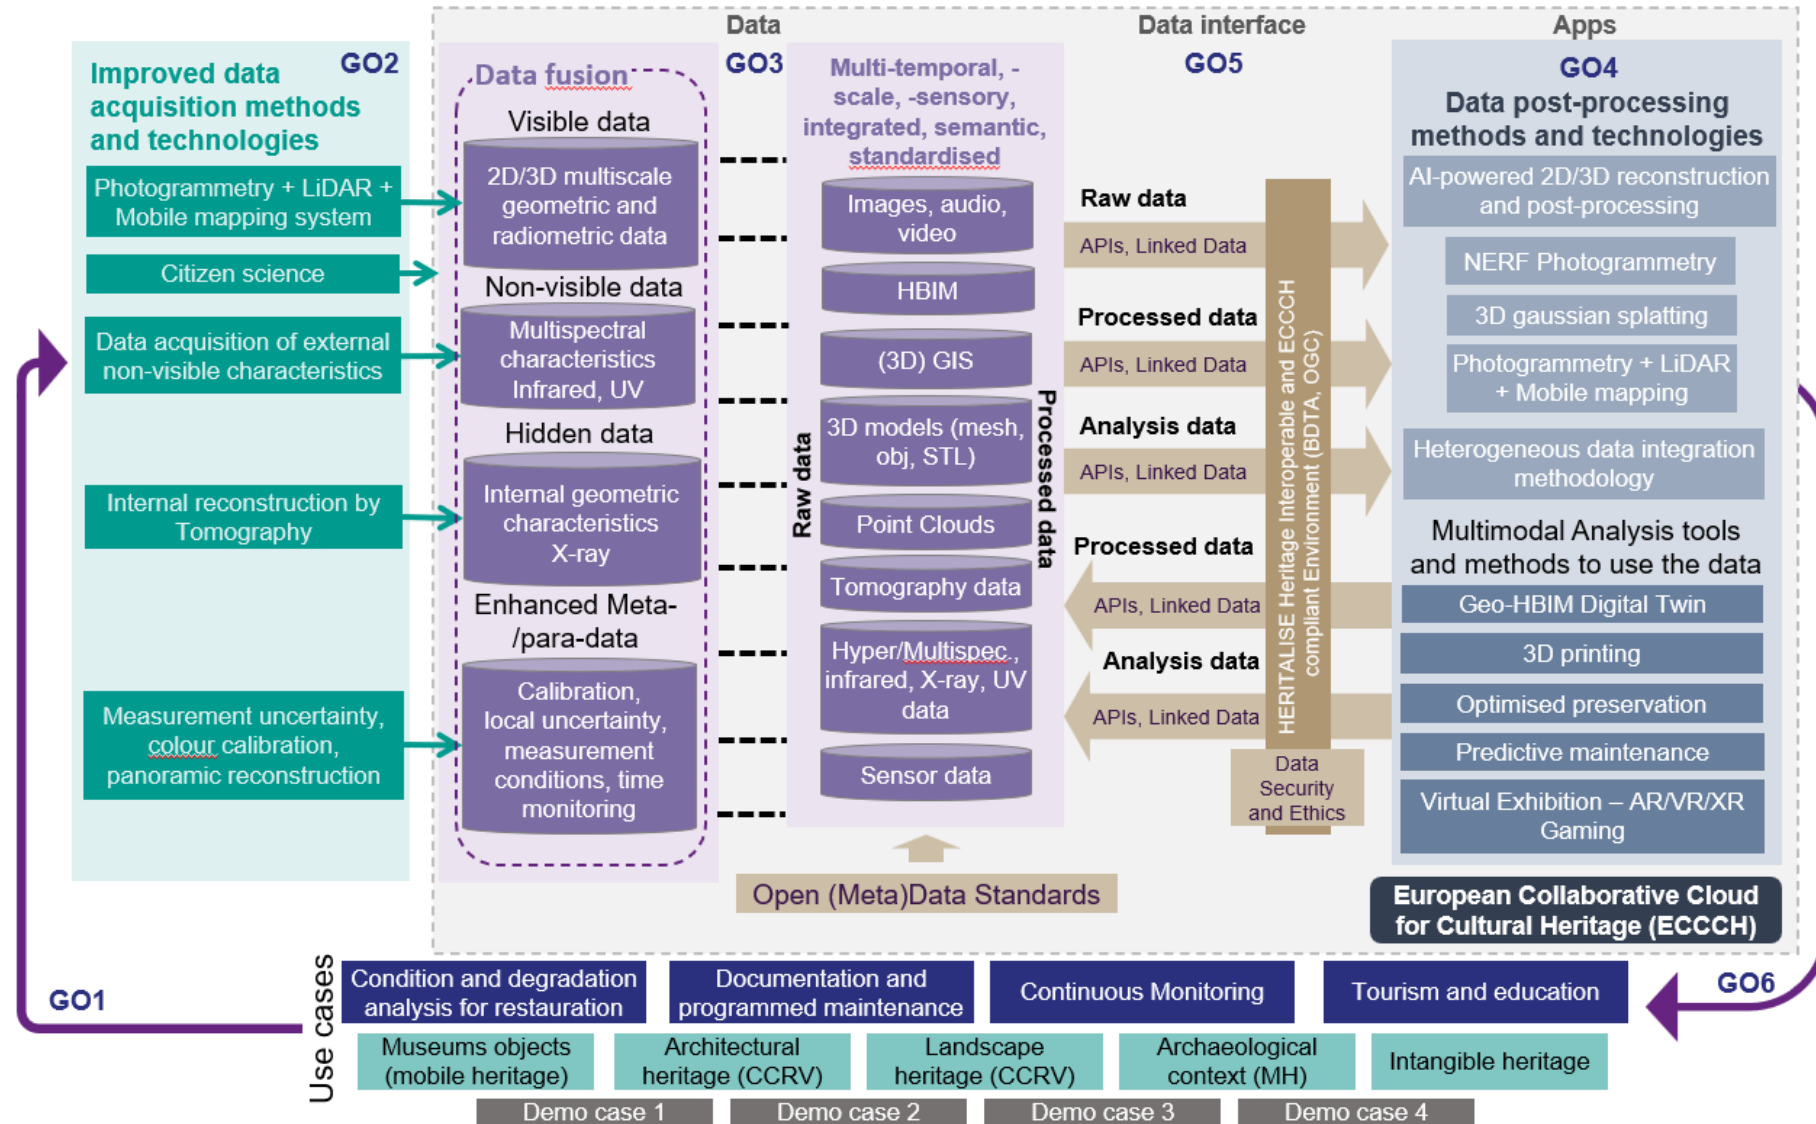 Data
Data interface
Apps
GO2
Improved data
acquisition methods
and technologies
Photogrammetry + LiDAR +
Mobile mapping system
Citizen science
Data acquisition of external
non-visible characteristics
Internal reconstruction by
Tomography
Measurement uncertainty,
colour calibration,
panoramic reconstruction
Data fusion
Visible data
2D/3D multiscale
geometric and
radiometric data
Non-visible data
Multispectral
characteristics
Infrared, UV
Hidden data
Internal geometric
characteristics
X-ray
Enhanced Meta-
/para-data
Calibration,
local uncertainty,
measurement
conditions, time
monitoring
GO3
Multi-temporal, -
scale, -sensory,
integrated, semantic,
standardised
Raw data
Images, audio,
video
HBIM
(3D) GIS
3D models (mesh,
obj, STL)
Point Clouds
Tomography data
Hyper/Multispec.,
infrared, X-ray, UV
data
Sensor data
Processed data
Open (Meta)Data Standards
GO5
Raw data
APIs, Linked Data
Processed data
APIs, Linked Data
Analysis data
APIs, Linked Data
Processed data
APIs, Linked Data
Analysis data
APIs, Linked Data
HERITALISE Heritage Interoperable and ECCCH
compliant Environment (BDTA, OGC)
Data
Security
and Ethics
GO4
Data post-processing
methods and technologies
AI-powered 2D/3D reconstruction
and post-processing
NERF Photogrammetry
3D gaussian splatting
Photogrammetry + LiDAR
+ Mobile mapping
Heterogeneous data integration
methodology
Multimodal Analysis tools
and methods to use the data
Geo-HBIM Digital Twin
3D printing
Optimised preservation
Predictive maintenance
Virtual Exhibition – AR/VR/XR
Gaming
European Collaborative Cloud
for Cultural Heritage (ECCCH)
GO1
GO6
Use cases
Condition and degradation
analysis for restauration
Documentation and
programmed maintenance
Continuous Monitoring
Tourism and education
Museums objects
(mobile heritage)
Architectural
heritage (CCRV)
Landscape
heritage (CCRV)
Archaeological
context (MH)
Intangible heritage
Demo case 1
Demo case 2
Demo case 3
Demo case 4